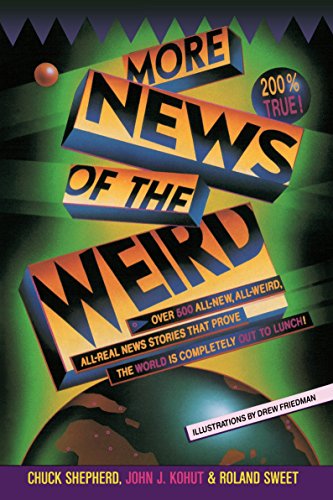 MORE
NEWS
OF THE
WEIRD
200%
TRUE!
OVER 500 ALL-NEW, ALL-WEIRD,
ALL-REAL NEWS STORIES THAT PROVE
THE WORLD IS COMPLETELY OUT TO LUNCH!
ILLUSTRATIONS BY DREW FRIEDMAN
CHUCK SHEPHERD, JOHN J. KOHUT & ROLAND SWEET